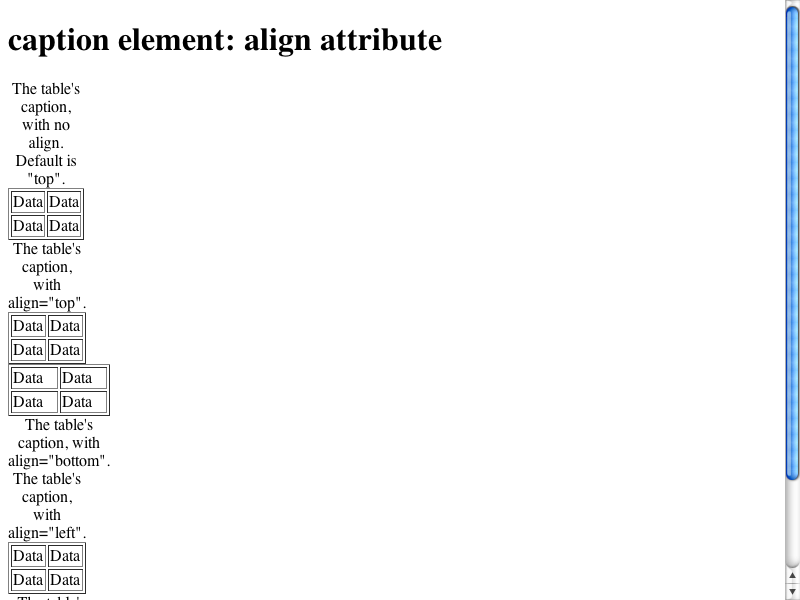 caption element: align attribute
The table's
caption,
with no
align.
Default is
"top".
Data Data
Data Data
The table's
caption,
with
align="top".
Data Data
Data Data
Data Data
Data Data
The table's
caption, with
align="bottom".
The table's
caption,
with
align="left".
Data Data
Data Data